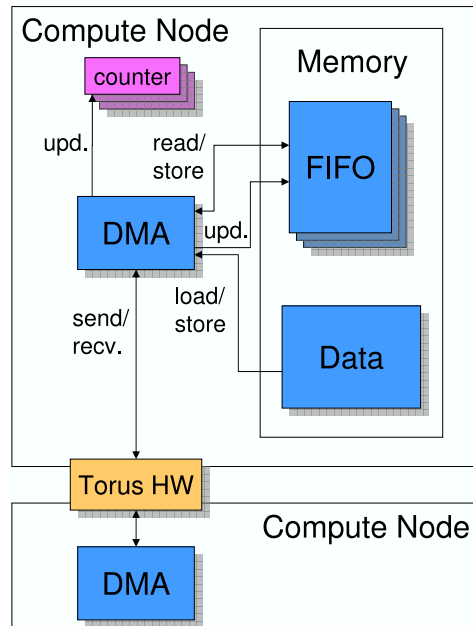 Compute Node
counter
Memory
upd.
read/
store
FIFO
DMA
upd.
load/
store
send/
recv.
Data
Torus HW
Compute Node
DMA